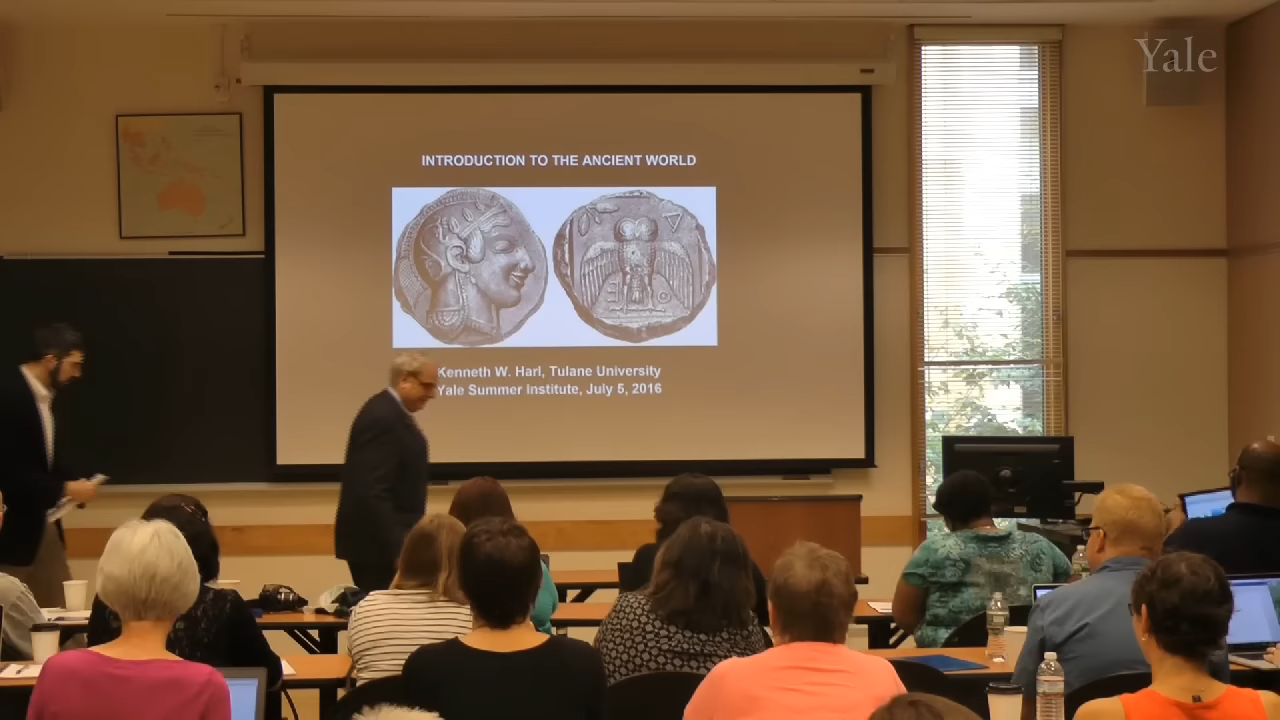 Yale
INTRODUCTION TO THE ANCIENT WORLD
Kenneth W. Harl, Tulane University
Yale Summer Institute, July 5, 2016